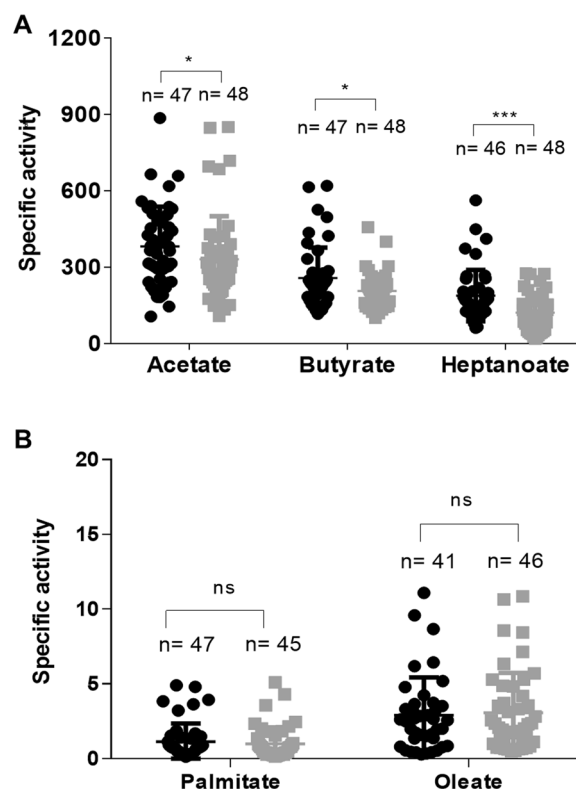 A
Specific activity
1200
900
600
300
0
*
n= 47 n= 48
*
n= 47 n= 48
***
n= 46 n= 48
Acetate Butyrate Heptanoate
B
Specific activity
20
15
10
5
0
ns
n= 47 n= 45
ns
n= 41 n= 46
Palmitate Oleate